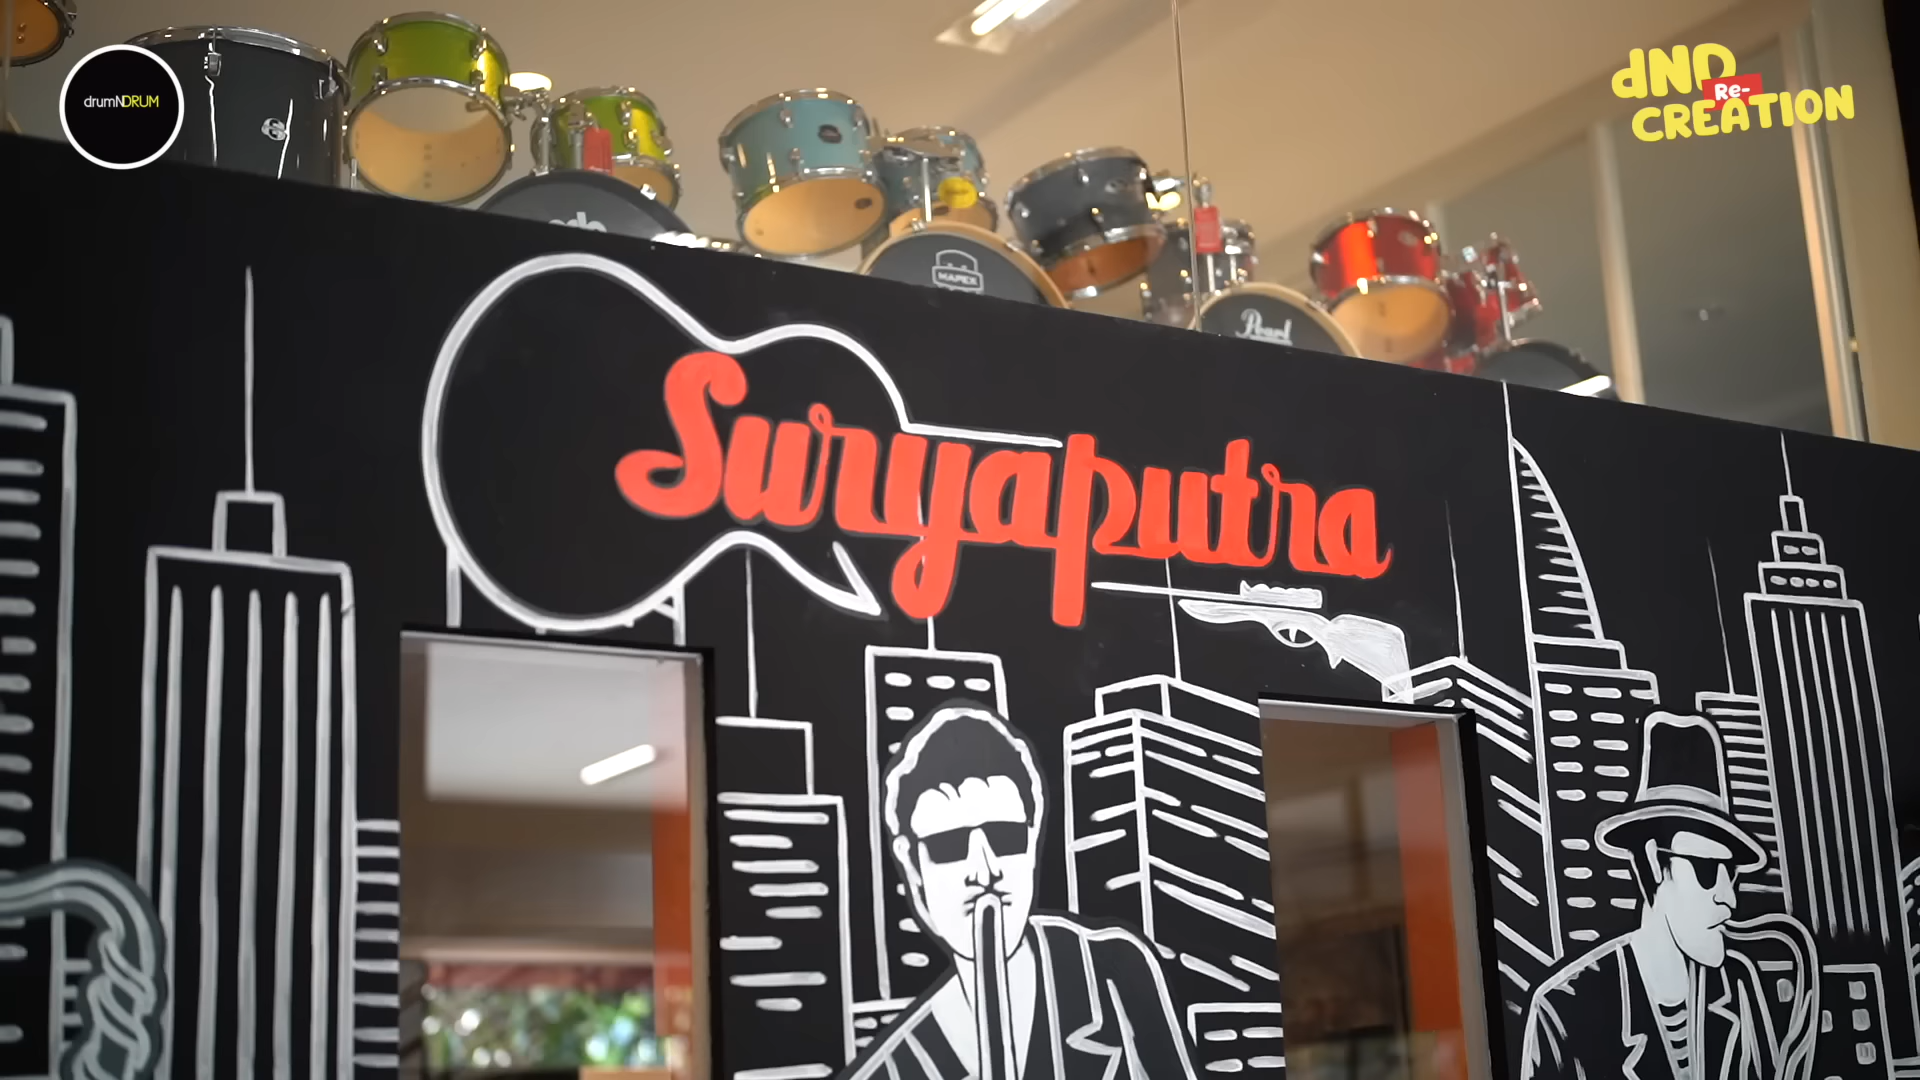 drumNDRUM
dND
Re-
CREATION
MAPEX
Pearl
Suryaputra